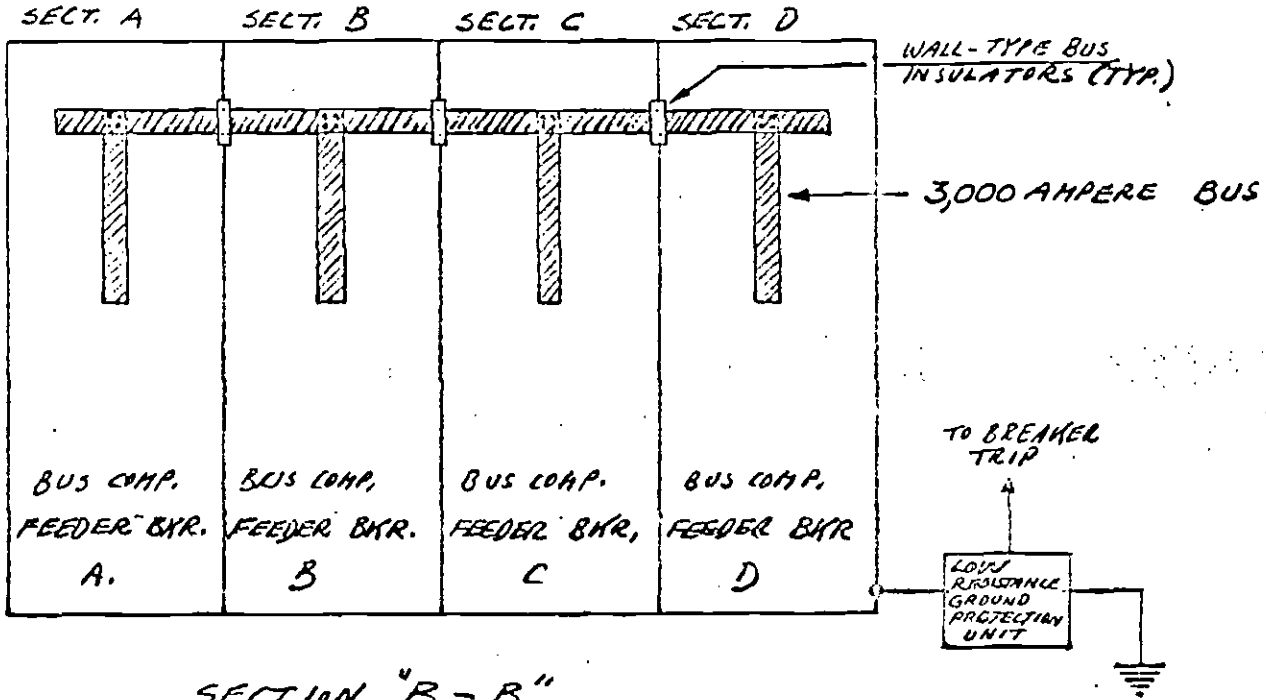 SECT. A
SECT. B
SECT. C
SECT. D
WALL-TYPE BUS
INSULATORS (TYP.)
3,000 AMPERE BUS
TO BREAKER
TRIP
BUS COMP.
FEEDER BKR.
A.
BUS COMP,
FEEDER BKR.
B
BUS COMP.
FEEDER BKR,
C
BUS COMP,
FEEDER BKR
D
LOW
RESISTANCE
GROUND
PROTECTION
UNIT
SECTION "B-B"